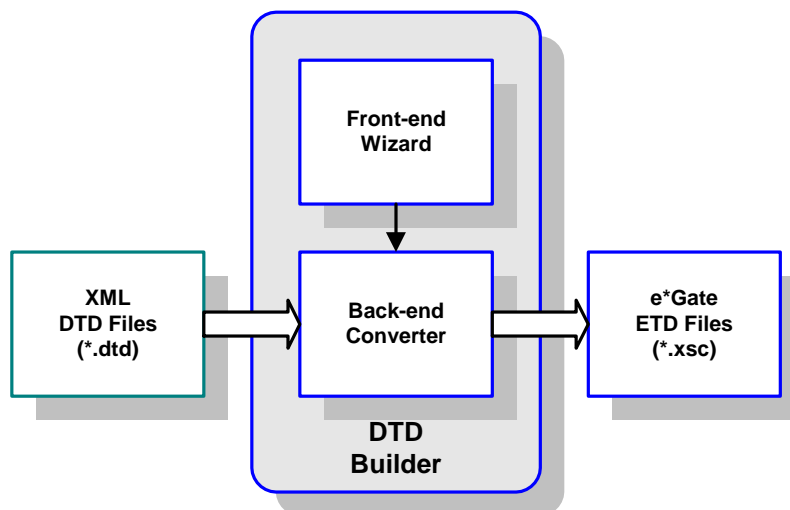 Front-end
Wizard
XML
DTD Files
(*.dtd)
Back-end
Converter
e*Gate
ETD Files
(*.xsc)
DTD
Builder